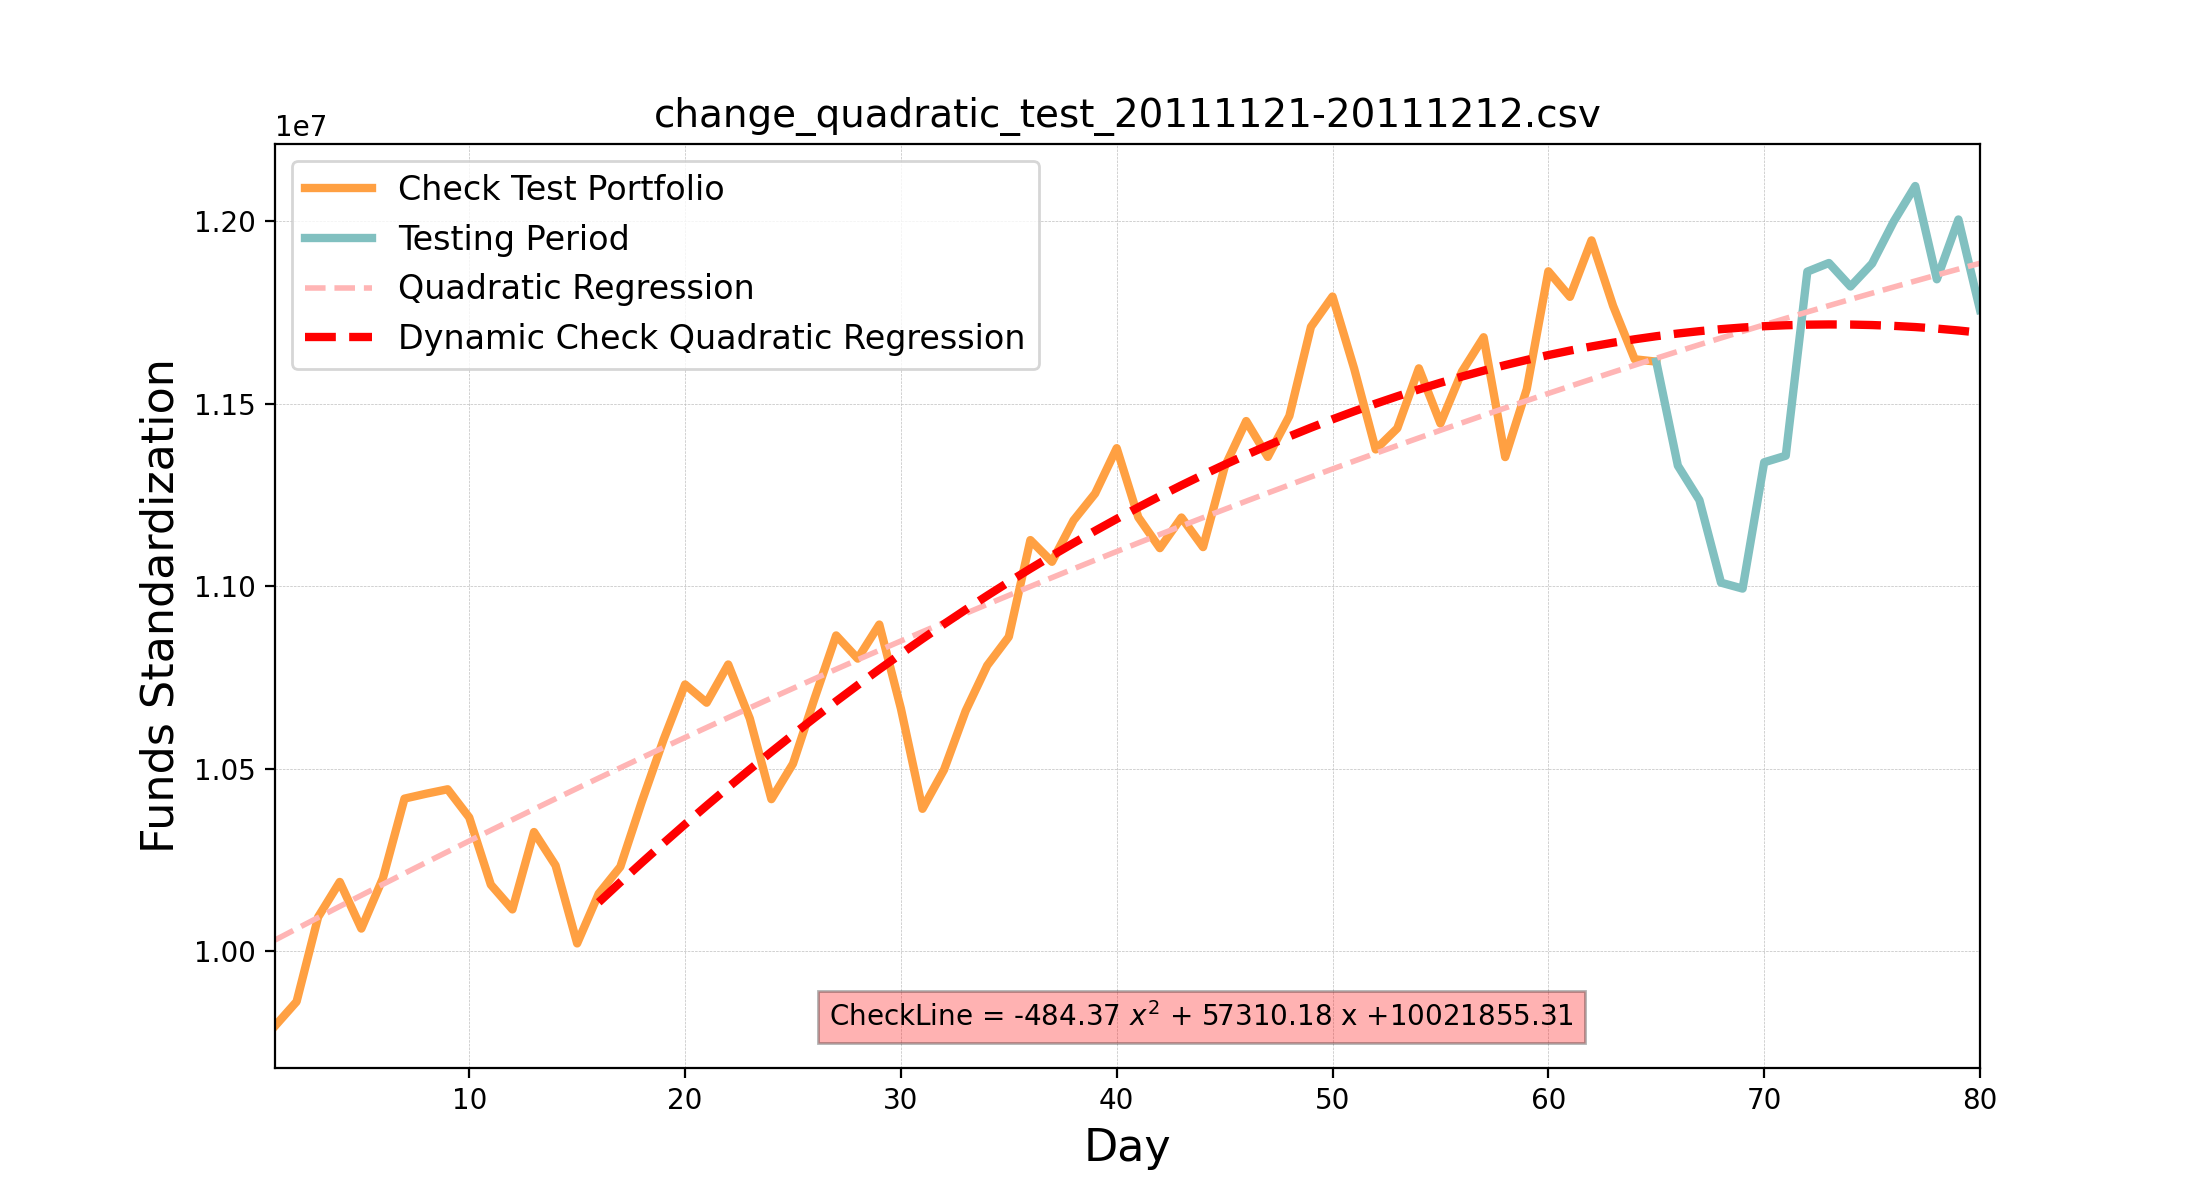 change_quadratic_test_20111121-20111212.csv
1e7
Check Test Portfolio
Testing Period
Quadratic Regression
Dynamic Check Quadratic Regression
1.20
1.15
1.10
1.05
1.00
Funds Standardization
CheckLine = -484.37 x² + 57310.18 x +10021855.31
10 20 30 40 50 60 70 80
Day